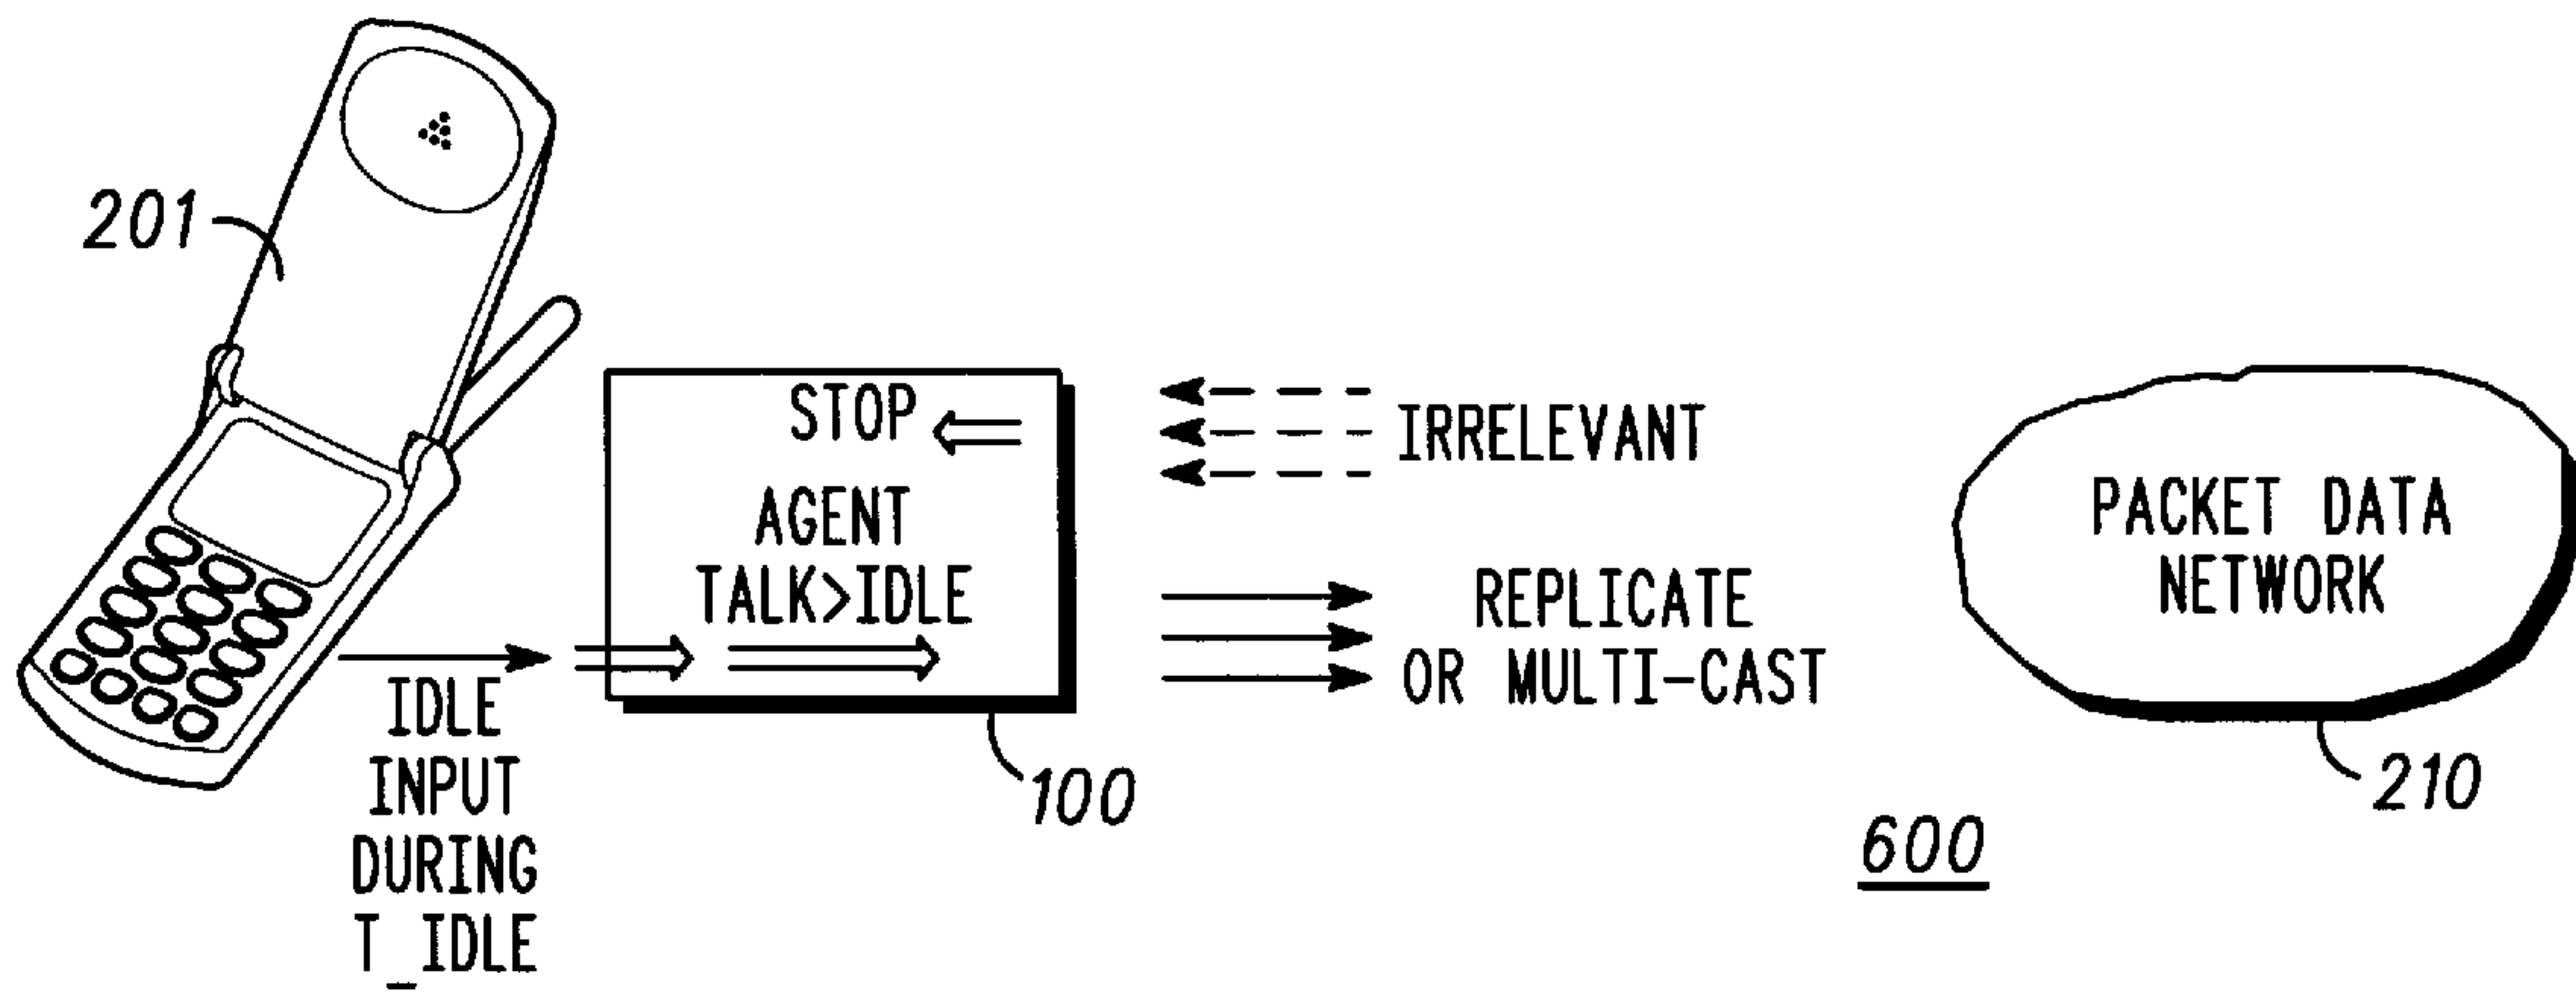 201
STOP
AGENT
TALK>IDLE
100
IDLE
INPUT
DURING
T_IDLE
IRRELEVANT
REPLICATE
OR MULTI-CAST
PACKET DATA
NETWORK
210
600